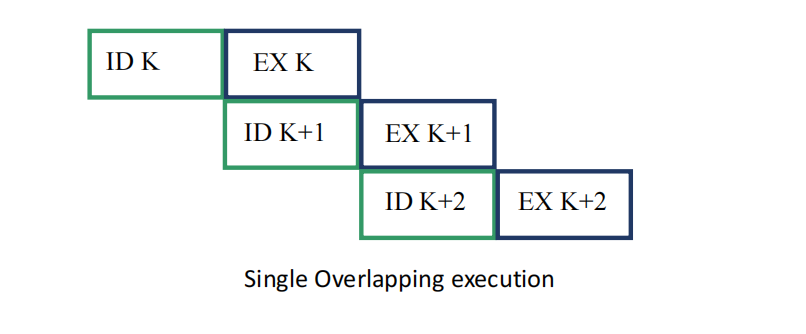 ID K EX K
ID K+1 EX K+1
ID K+2 EX K+2
Single Overlapping execution